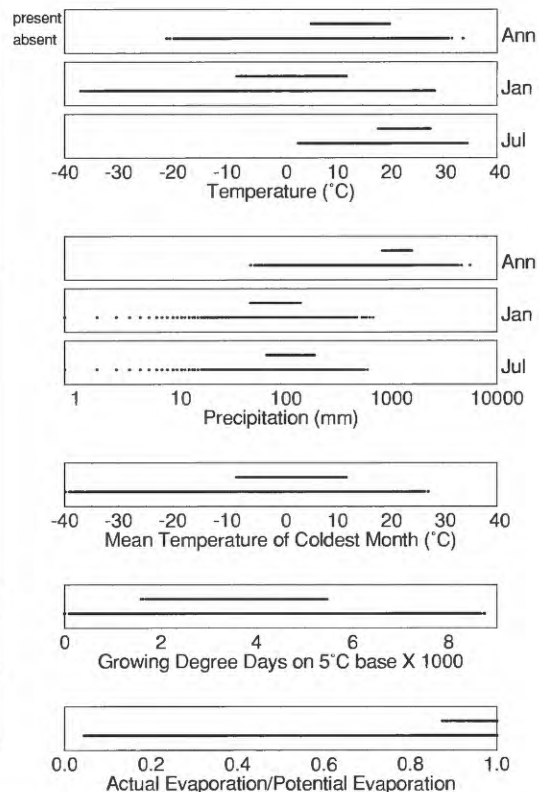 present
absent
Ann
Jan
Jul
-40 -30 -20 -10 0 10 20 30 40
Temperature (˚C)
Ann
Jan
Jul
1 10 100 1000 10000
Precipitation (mm)
-40 -30 -20 -10 0 10 20 30 40
Mean Temperature of Coldest Month (˚C)
0 2 4 6 8
Growing Degree Days on 5˚C base X 1000
0.0 0.2 0.4 0.6 0.8 1.0
Actual Evaporation/Potential Evaporation